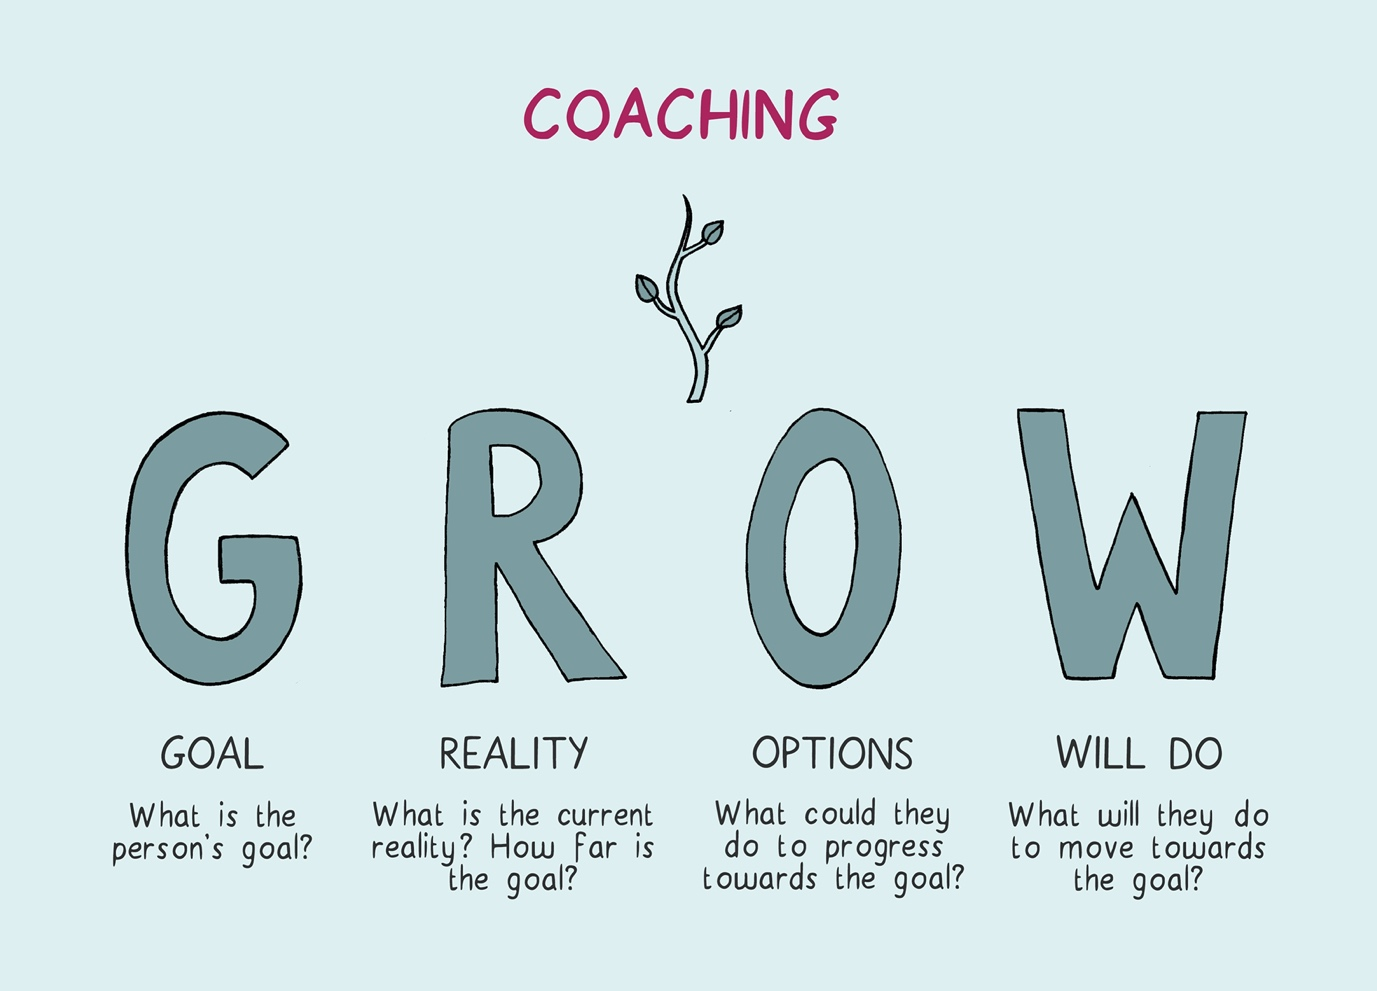 COACHING
GROW
GOAL
What is the
person's goal?
REALITY
What is the current
reality? How far is
the goal?
OPTIONS
What could they
do to progress
towards the goal?
WILL DO
What will they do
to move towards
the goal?